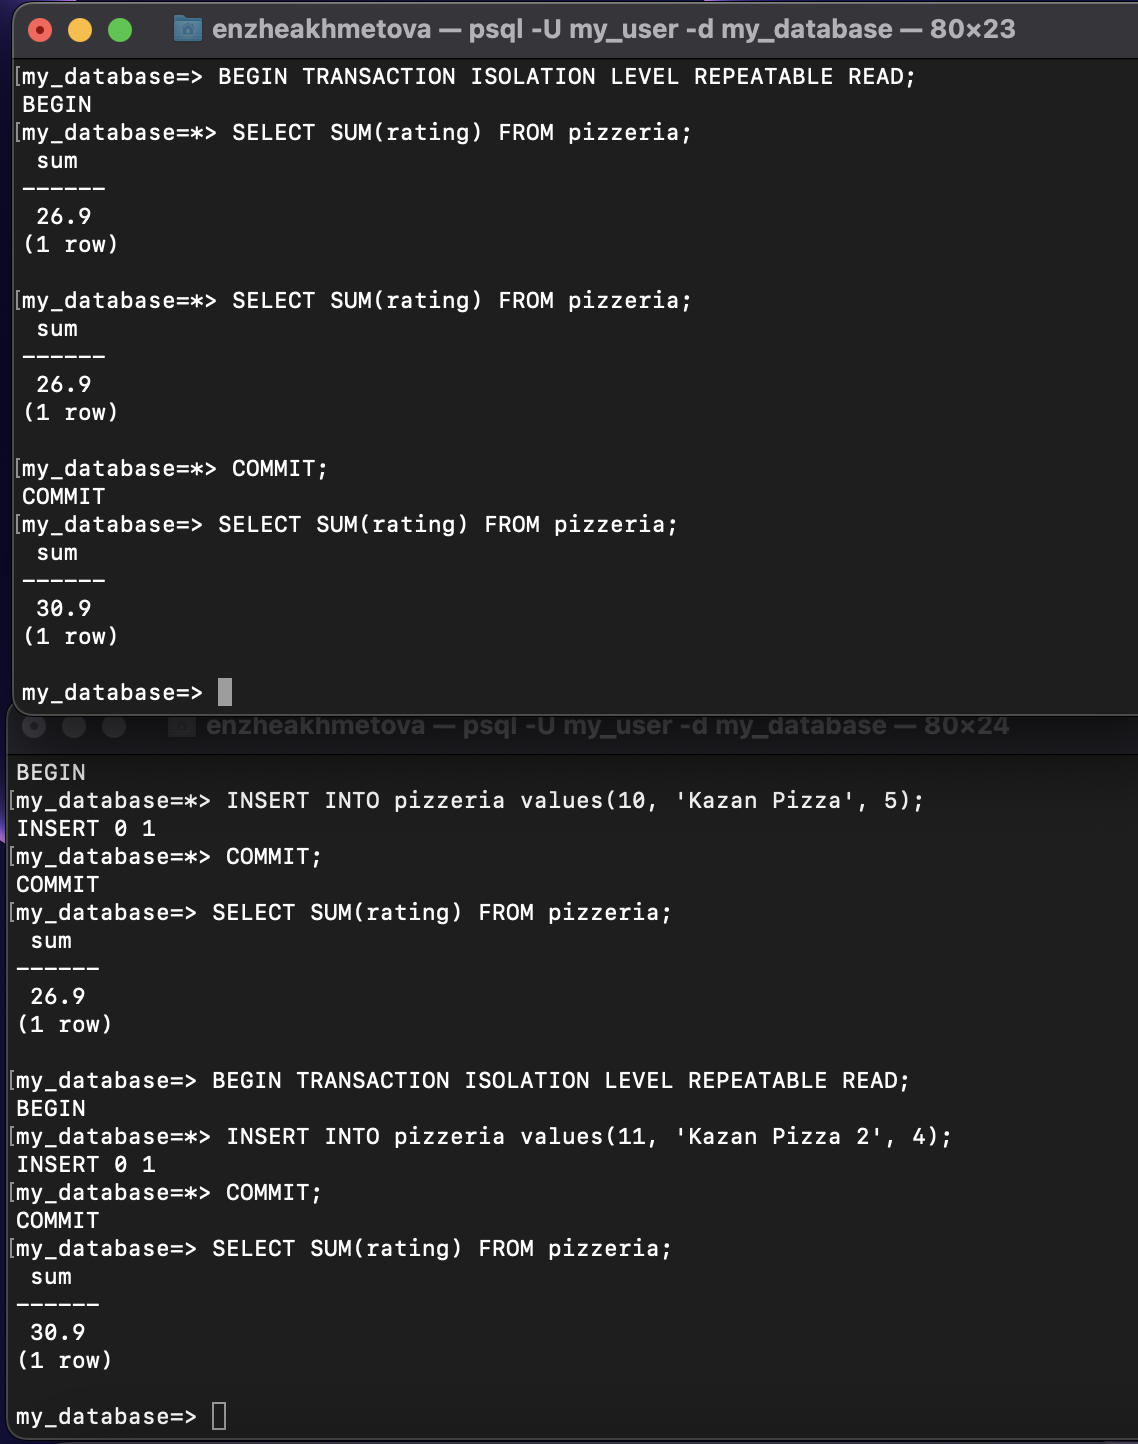 enzheakhmetova — psql -U my_user -d my_database — 80×23
[my_database=> BEGIN TRANSACTION ISOLATION LEVEL REPEATABLE READ;
BEGIN
[my_database=*> SELECT SUM(rating) FROM pizzeria;
 sum
------
 26.9
(1 row)

[my_database=*> SELECT SUM(rating) FROM pizzeria;
 sum
------
 26.9
(1 row)

[my_database=*> COMMIT;
COMMIT
[my_database=> SELECT SUM(rating) FROM pizzeria;
 sum
------
 30.9
(1 row)

my_database=>
enzheakhmetova — psql -U my_user -d my_database — 80×24
BEGIN
[my_database=*> INSERT INTO pizzeria values(10, 'Kazan Pizza', 5);
INSERT 0 1
[my_database=*> COMMIT;
COMMIT
[my_database=> SELECT SUM(rating) FROM pizzeria;
 sum
------
 26.9
(1 row)

[my_database=> BEGIN TRANSACTION ISOLATION LEVEL REPEATABLE READ;
BEGIN
[my_database=*> INSERT INTO pizzeria values(11, 'Kazan Pizza 2', 4);
INSERT 0 1
[my_database=*> COMMIT;
COMMIT
[my_database=> SELECT SUM(rating) FROM pizzeria;
 sum
------
 30.9
(1 row)

my_database=>